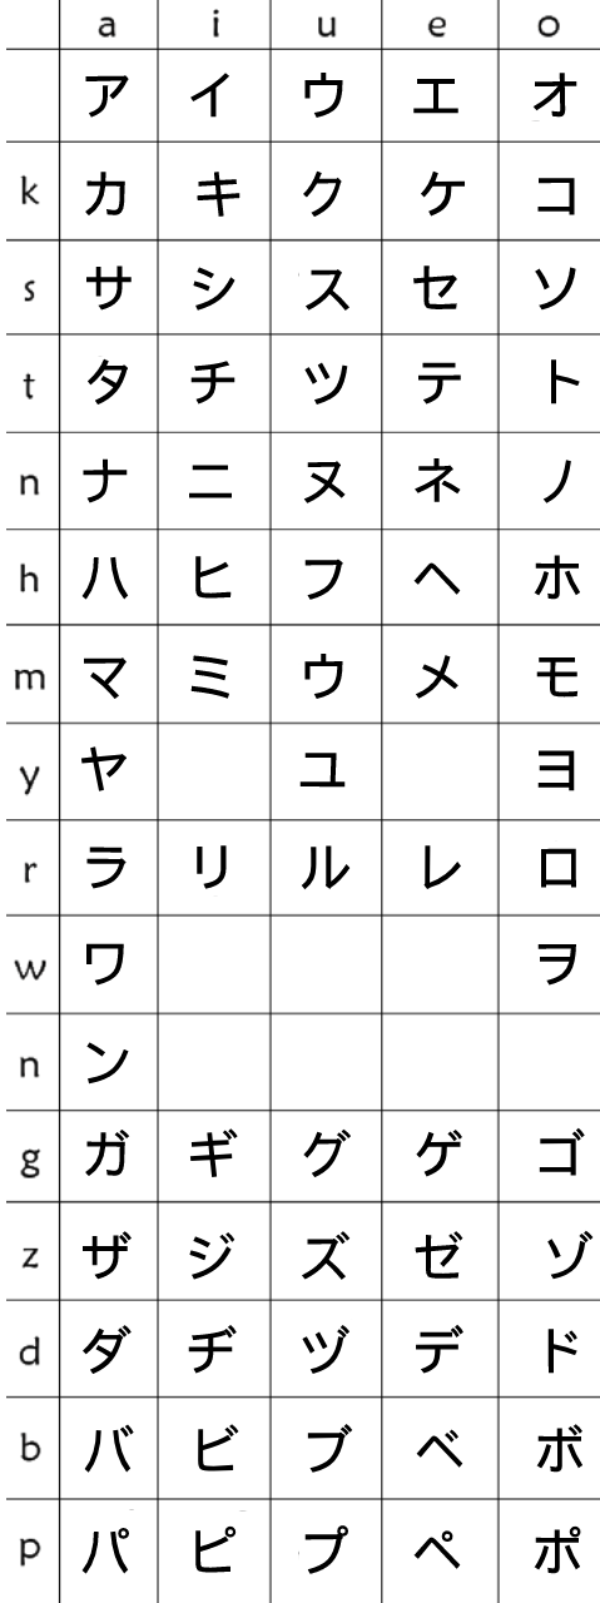 a i u e o
ア イ ウ エ オ
k カ キ ク ケ コ
s サ シ ス セ ソ
t タ チ ツ テ ト
n ナ ニ ヌ ネ ノ
h ハ ヒ フ ヘ ホ
m マ ミ ウ メ モ
y ヤ ユ ヨ
r ラ リ ル レ ロ
w ワ ヲ
n ン
g ガ ギ グ ゲ ゴ
z ザ ジ ズ ゼ ゾ
d ダ ヂ ヅ デ ド
b バ ビ ブ ベ ボ
p パ ピ プ ペ ポ